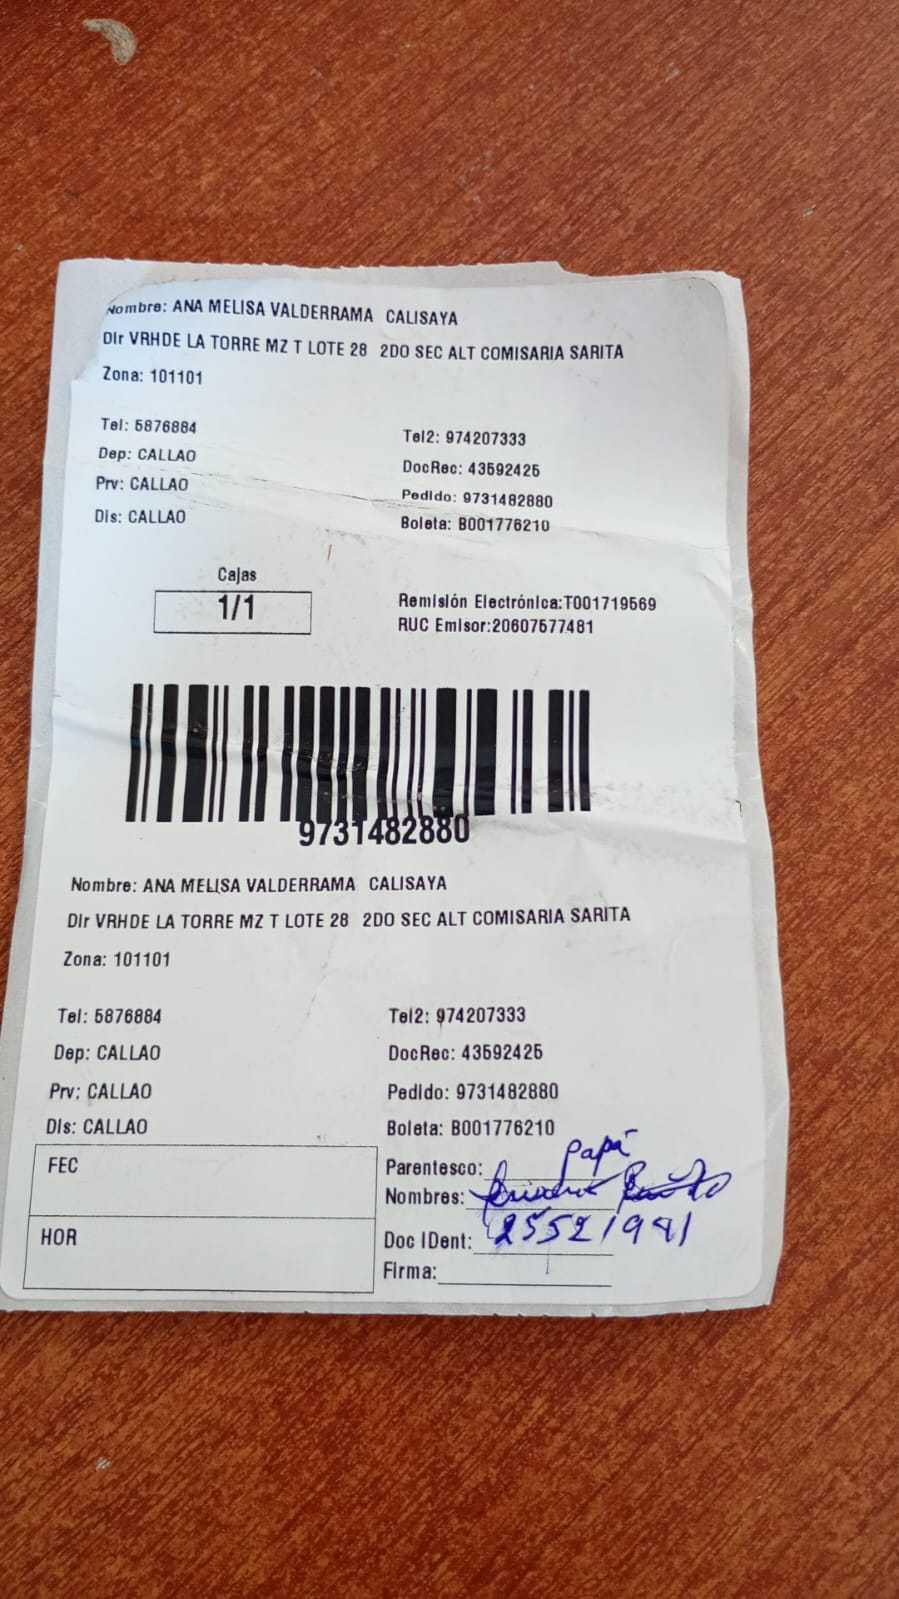 Nombre: ANA MELISA VALDERRAMA CALISAYA
Dir VRHDE LA TORRE MZ T LOTE 28 2DO SEC ALT COMISARIA SARITA
Zona: 101101
Tel: 5876884
Tel2: 974207333
Dep: CALLAO
DocRec: 43592425
Prv: CALLAO
Pedido: 9731482880
Dis: CALLAO
Boleta: B001776210
Cajas
1/1
Remisión Electrónica:T001719569
RUC Emisor:20607577481
9731482880
Nombre: ANA MELISA VALDERRAMA CALISAYA
Dir VRHDE LA TORRE MZ T LOTE 28 2DO SEC ALT COMISARIA SARITA
Zona: 101101
Tel: 5876884
Tel2: 974207333
Dep: CALLAO
DocRec: 43592425
Prv: CALLAO
Pedido: 9731482880
Dis: CALLAO
Boleta: B001776210
FEC
Parentesco: Papá
Nombres:
HOR
Doc IDent: 25521981
Firma: